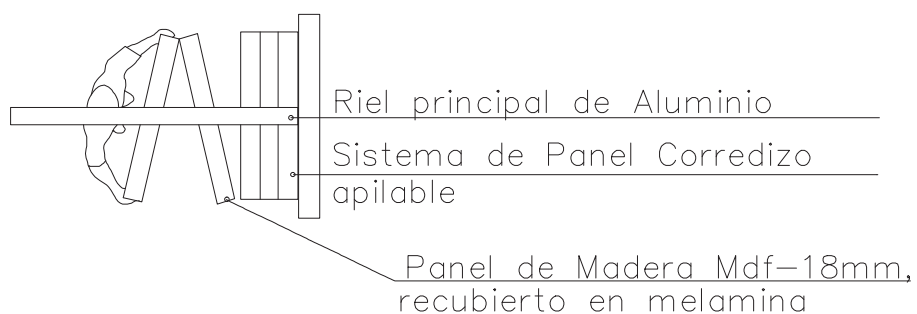 Riel principal de Aluminio
Sistema de Panel Corredizo
apilable
Panel de Madera Mdf-18mm,
recubierto en melamina